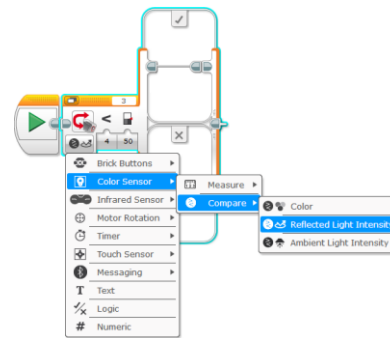 3
<
4 50
Brick Buttons
Color Sensor
Infrared Sensor
Motor Rotation
Timer
Touch Sensor
Messaging
T Text
Logic
# Numeric
Measure
Compare
Color
Reflected Light Intensity
Ambient Light Intensity